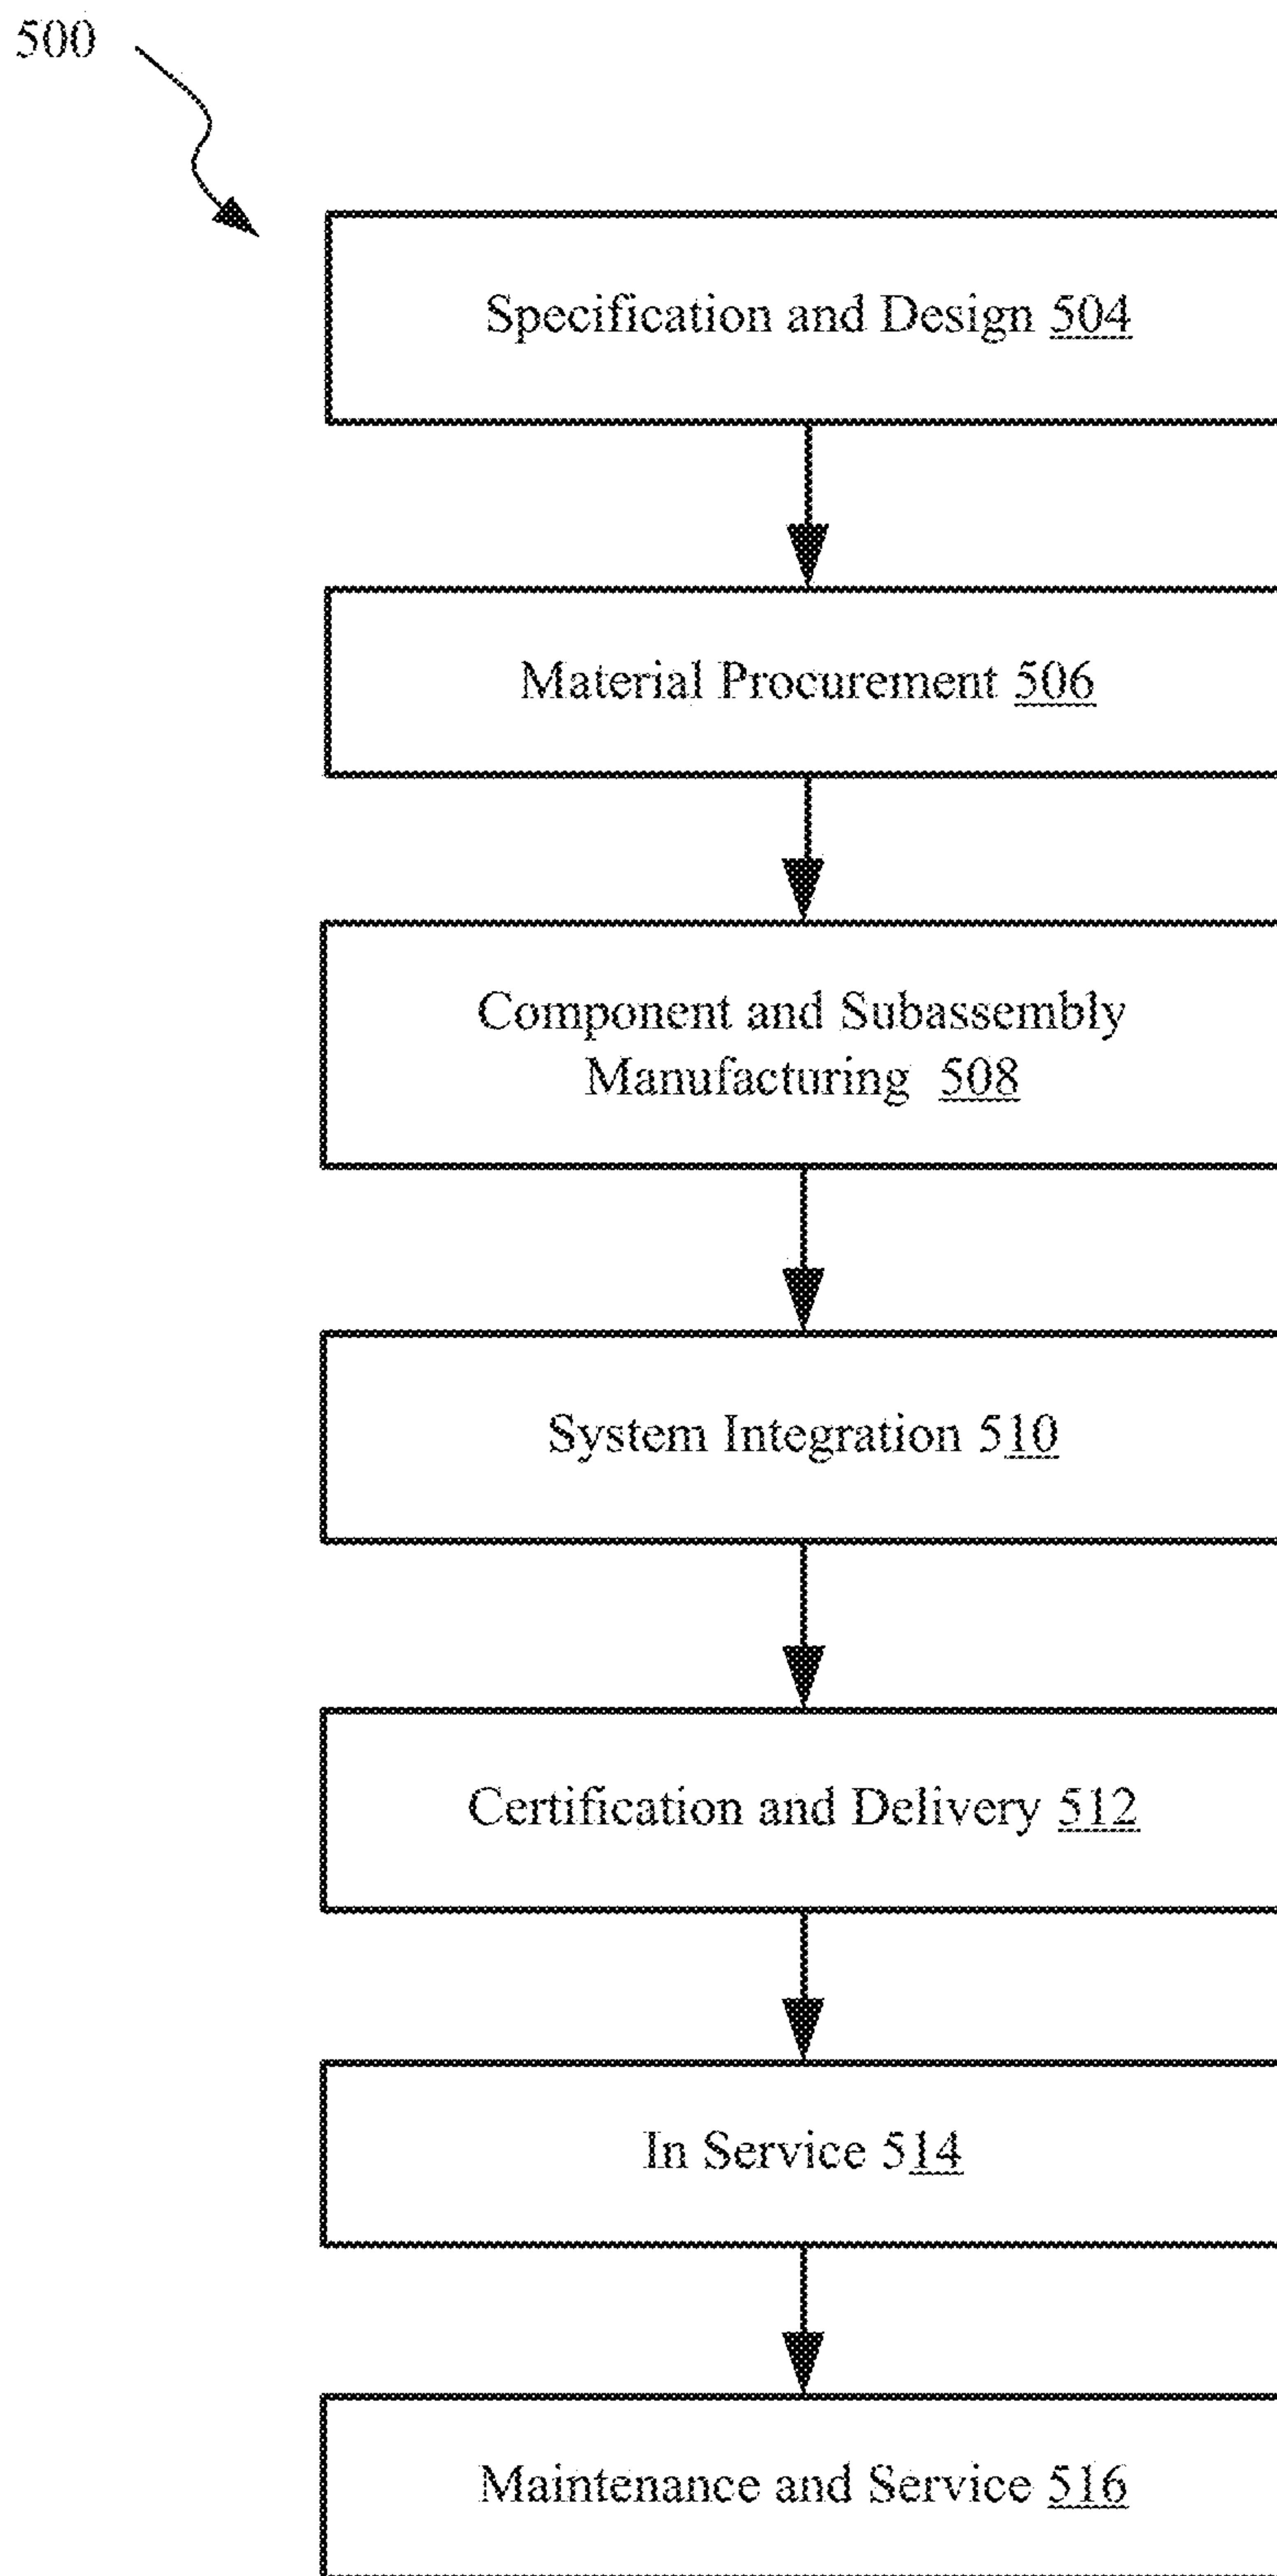 500
Specification and Design 504
Material Procurement 506
Component and Subassembly
Manufacturing 508
System Integration 510
Certification and Delivery 512
In Service 514
Maintenance and Service 516